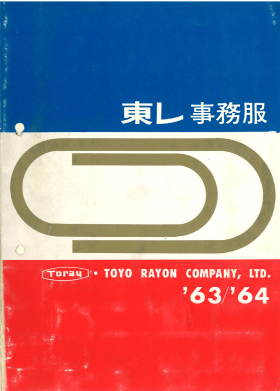 東レ 事務服
Toray • TOYO RAYON COMPANY, LTD.
'63/'64